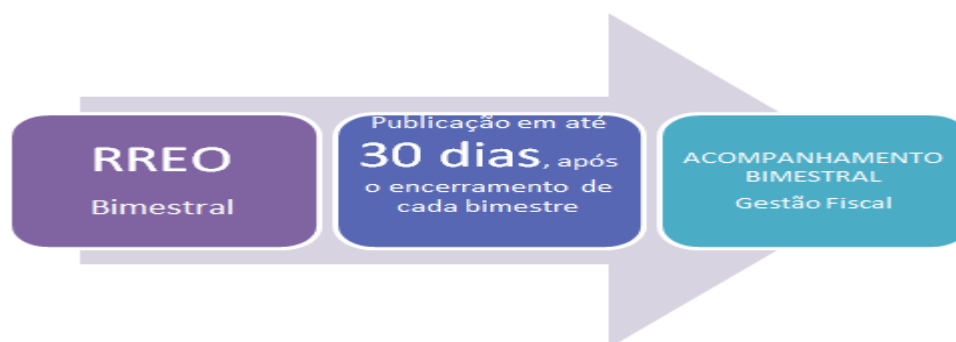 RREO
Bimestral
Publicação em até
30 dias, após
o encerramento de
cada bimestre
ACOMPANHAMENTO
BIMESTRAL
Gestão Fiscal